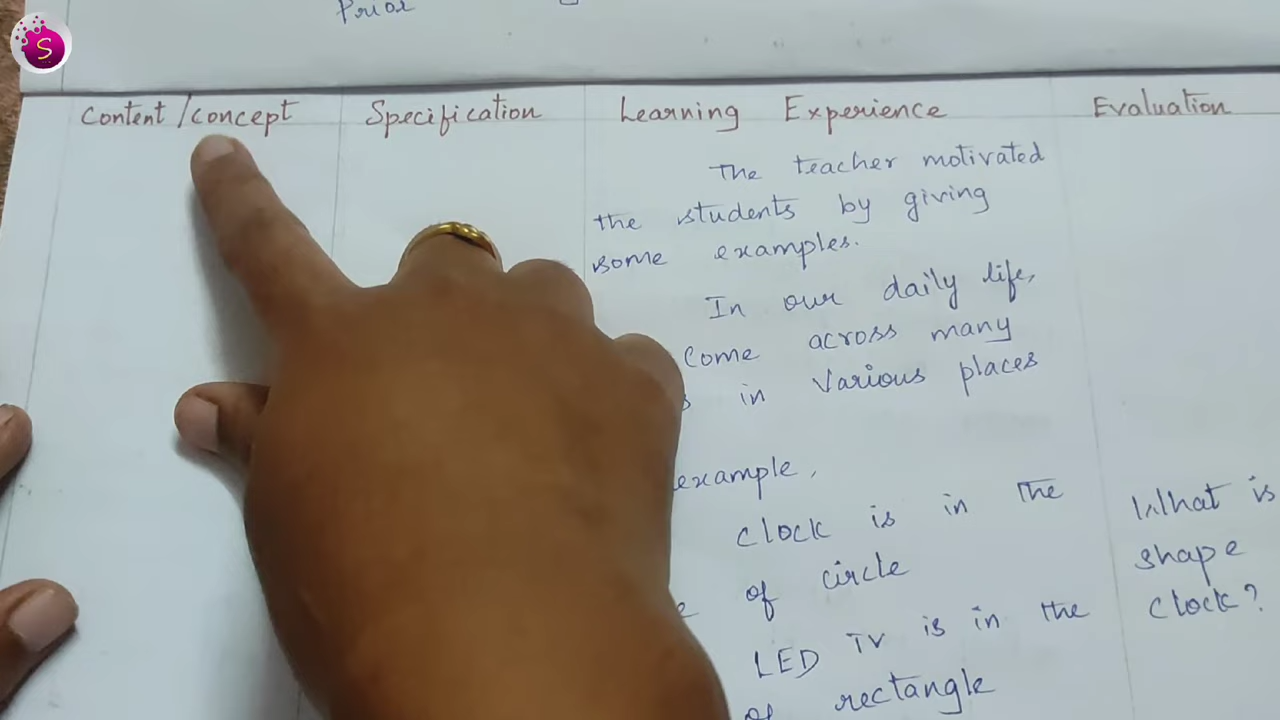 Prior
Content/concept
Specification
Learning Experience
Evaluation
The teacher motivated
the students by giving
some examples.
In our daily life,
come across many
in various places
example,
clock is in the
of circle
LED TV is in the
of rectangle
What is
shape
clock?
S